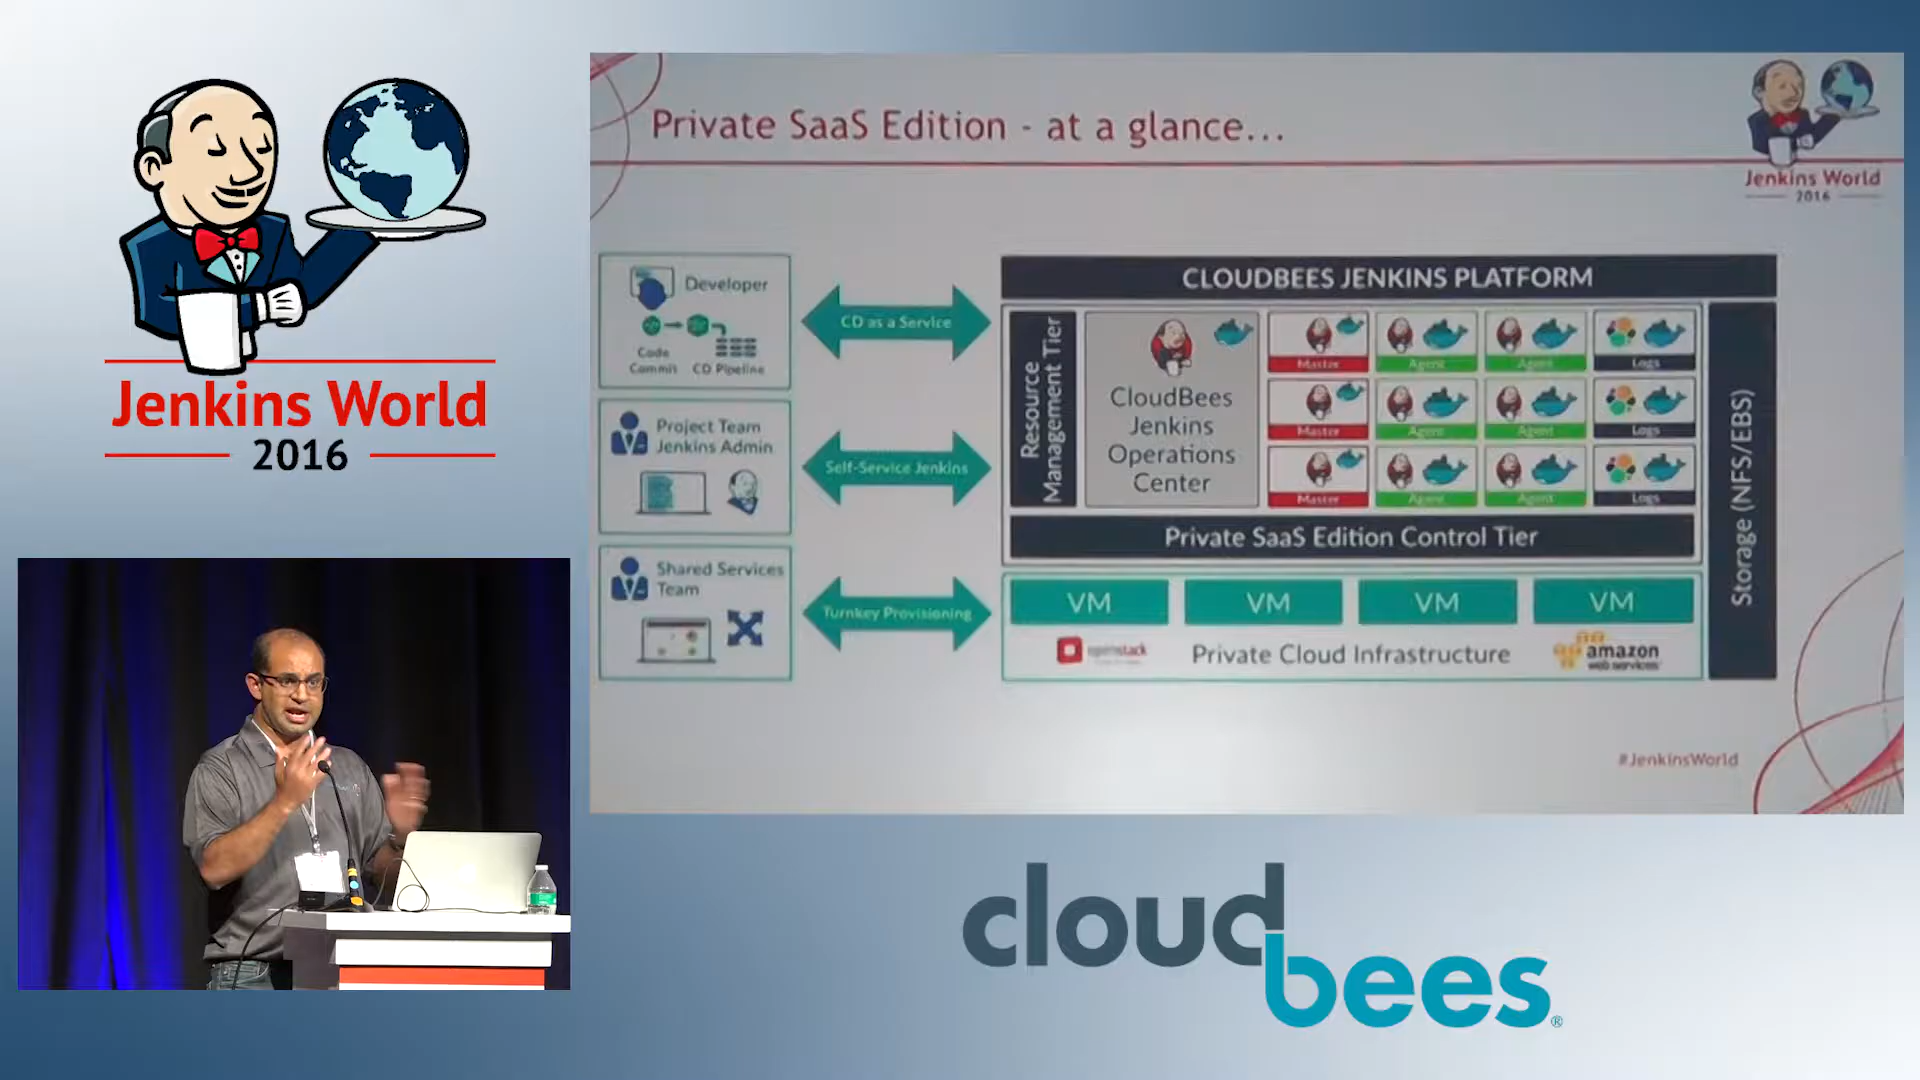 Jenkins World
2016
Private SaaS Edition - at a glance...
Jenkins World
2016
Developer
Code
Commit
CD Pipeline
Project Team
Jenkins Admin
Shared Services
Team
CD as a Service
Self-Service Jenkins
Turnkey Provisioning
CLOUDBEES JENKINS PLATFORM
Resource
Management Tier
CloudBees
Jenkins
Operations
Center
Master
Agent
Agent
Logs
Master
Agent
Agent
Logs
Master
Agent
Agent
Logs
Private SaaS Edition Control Tier
VM
VM
VM
VM
openstack
Private Cloud Infrastructure
amazon
web services
Storage (NFS/EBS)
#JenkinsWorld
cloud
bees®